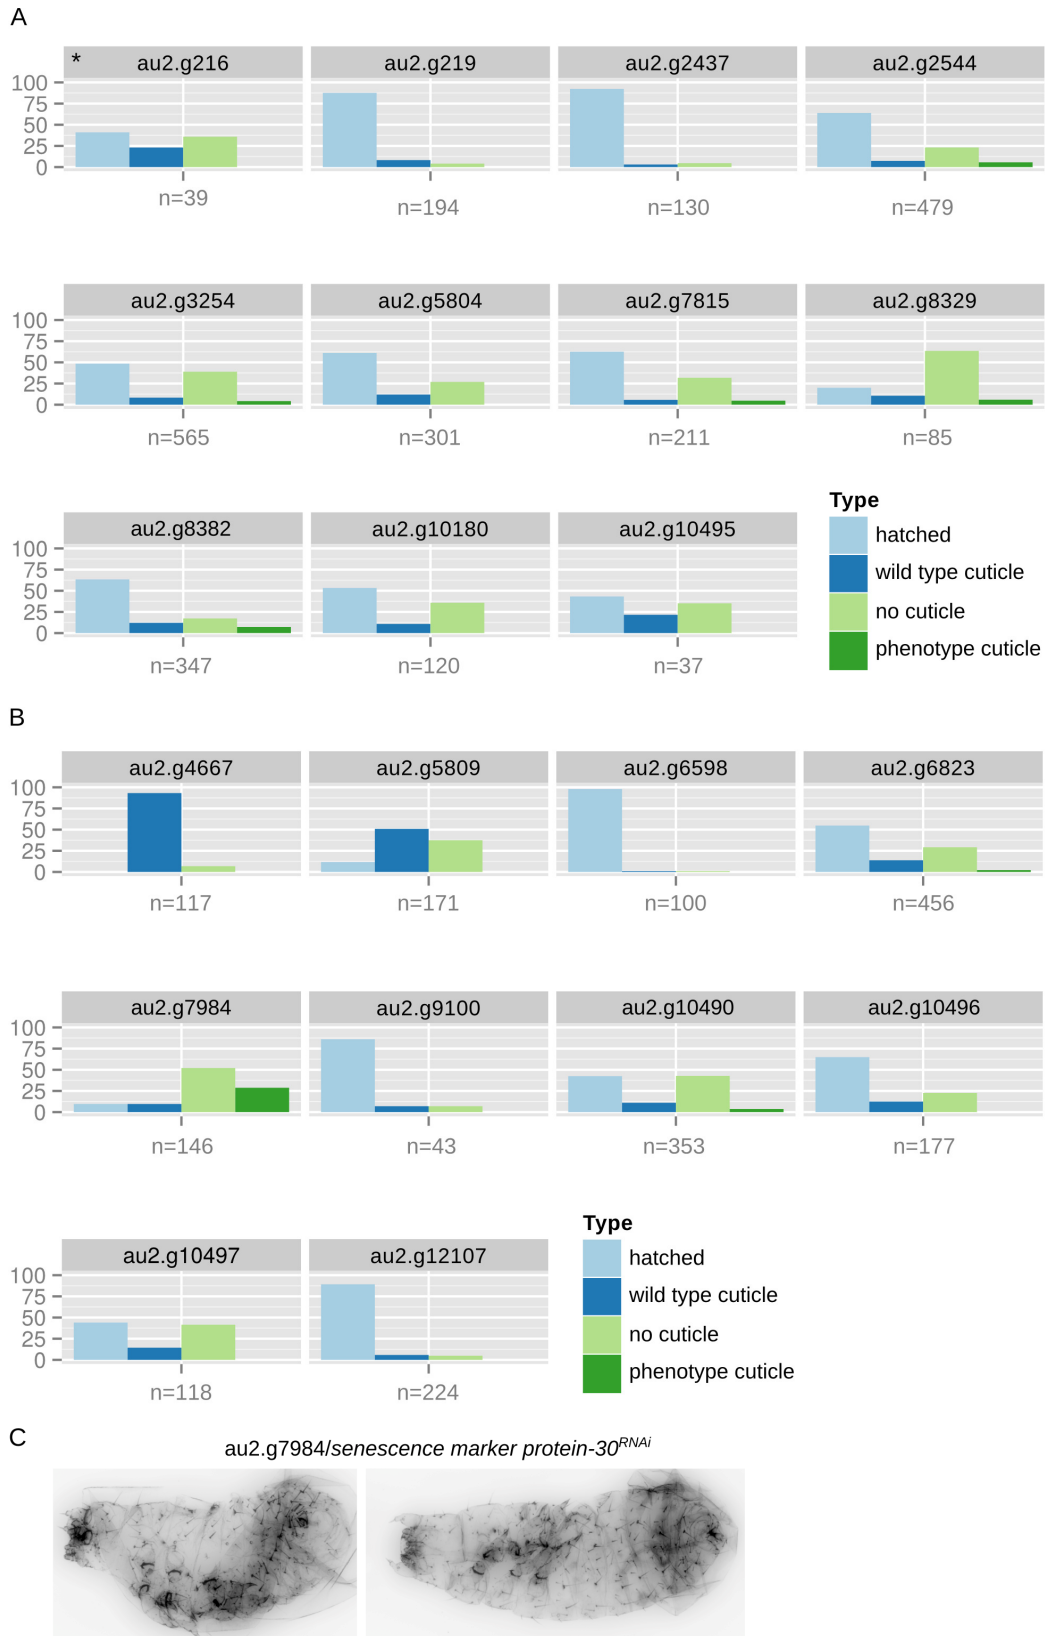 A
* au2.g216 au2.g219 au2.g2437 au2.g2544
100
75
50
25
0
n=39 n=194 n=130 n=479
au2.g3254 au2.g5804 au2.g7815 au2.g8329
100
75
50
25
0
n=565 n=301 n=211 n=85
au2.g8382 au2.g10180 au2.g10495
100
75
50
25
0
n=347 n=120 n=37
Type
hatched
wild type cuticle
no cuticle
phenotype cuticle
B
au2.g4667 au2.g5809 au2.g6598 au2.g6823
100
75
50
25
0
n=117 n=171 n=100 n=456
au2.g7984 au2.g9100 au2.g10490 au2.g10496
100
75
50
25
0
n=146 n=43 n=353 n=177
au2.g10497 au2.g12107
100
75
50
25
0
n=118 n=224
Type
hatched
wild type cuticle
no cuticle
phenotype cuticle
C
au2.g7984/senescence marker protein-30RNAi